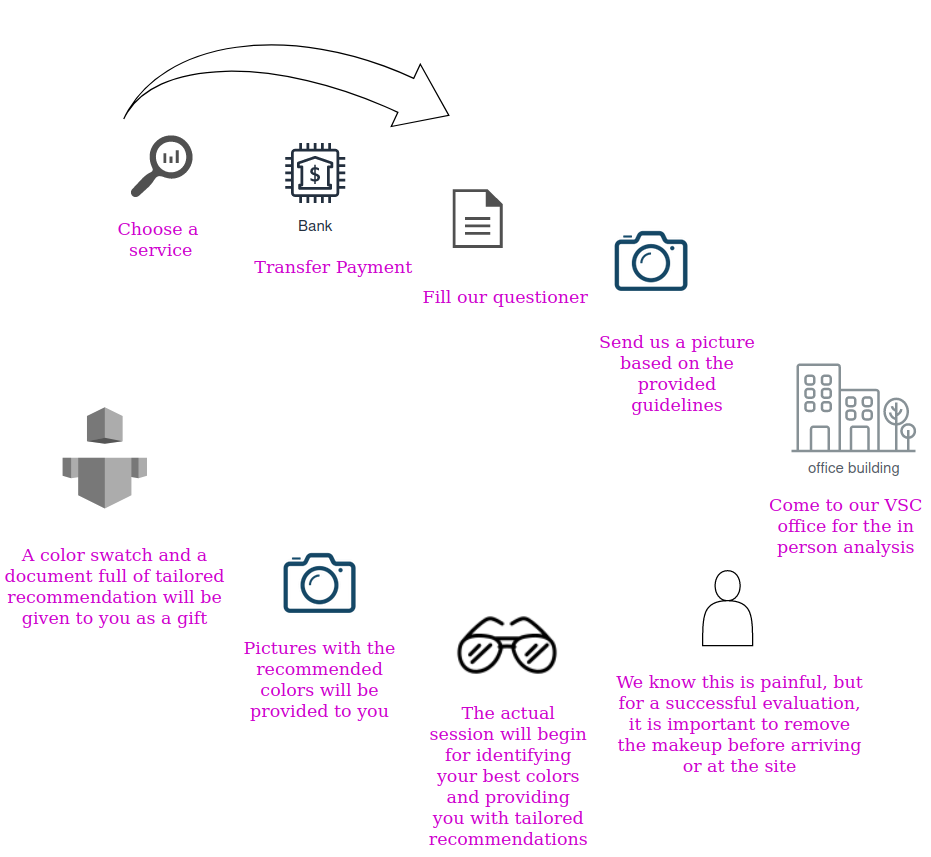 Choose a
service
Bank
Transfer Payment
Fill our questioner
Send us a picture
based on the
provided
guidelines
office building
Come to our VSC
office for the in
person analysis
We know this is painful, but
for a successful evaluation,
it is important to remove
the makeup before arriving
or at the site
The actual
session will begin
for identifying
your best colors
and providing
you with tailored
recommendations
Pictures with the
recommended
colors will be
provided to you
A color swatch and a
document full of tailored
recommendation will be
given to you as a gift